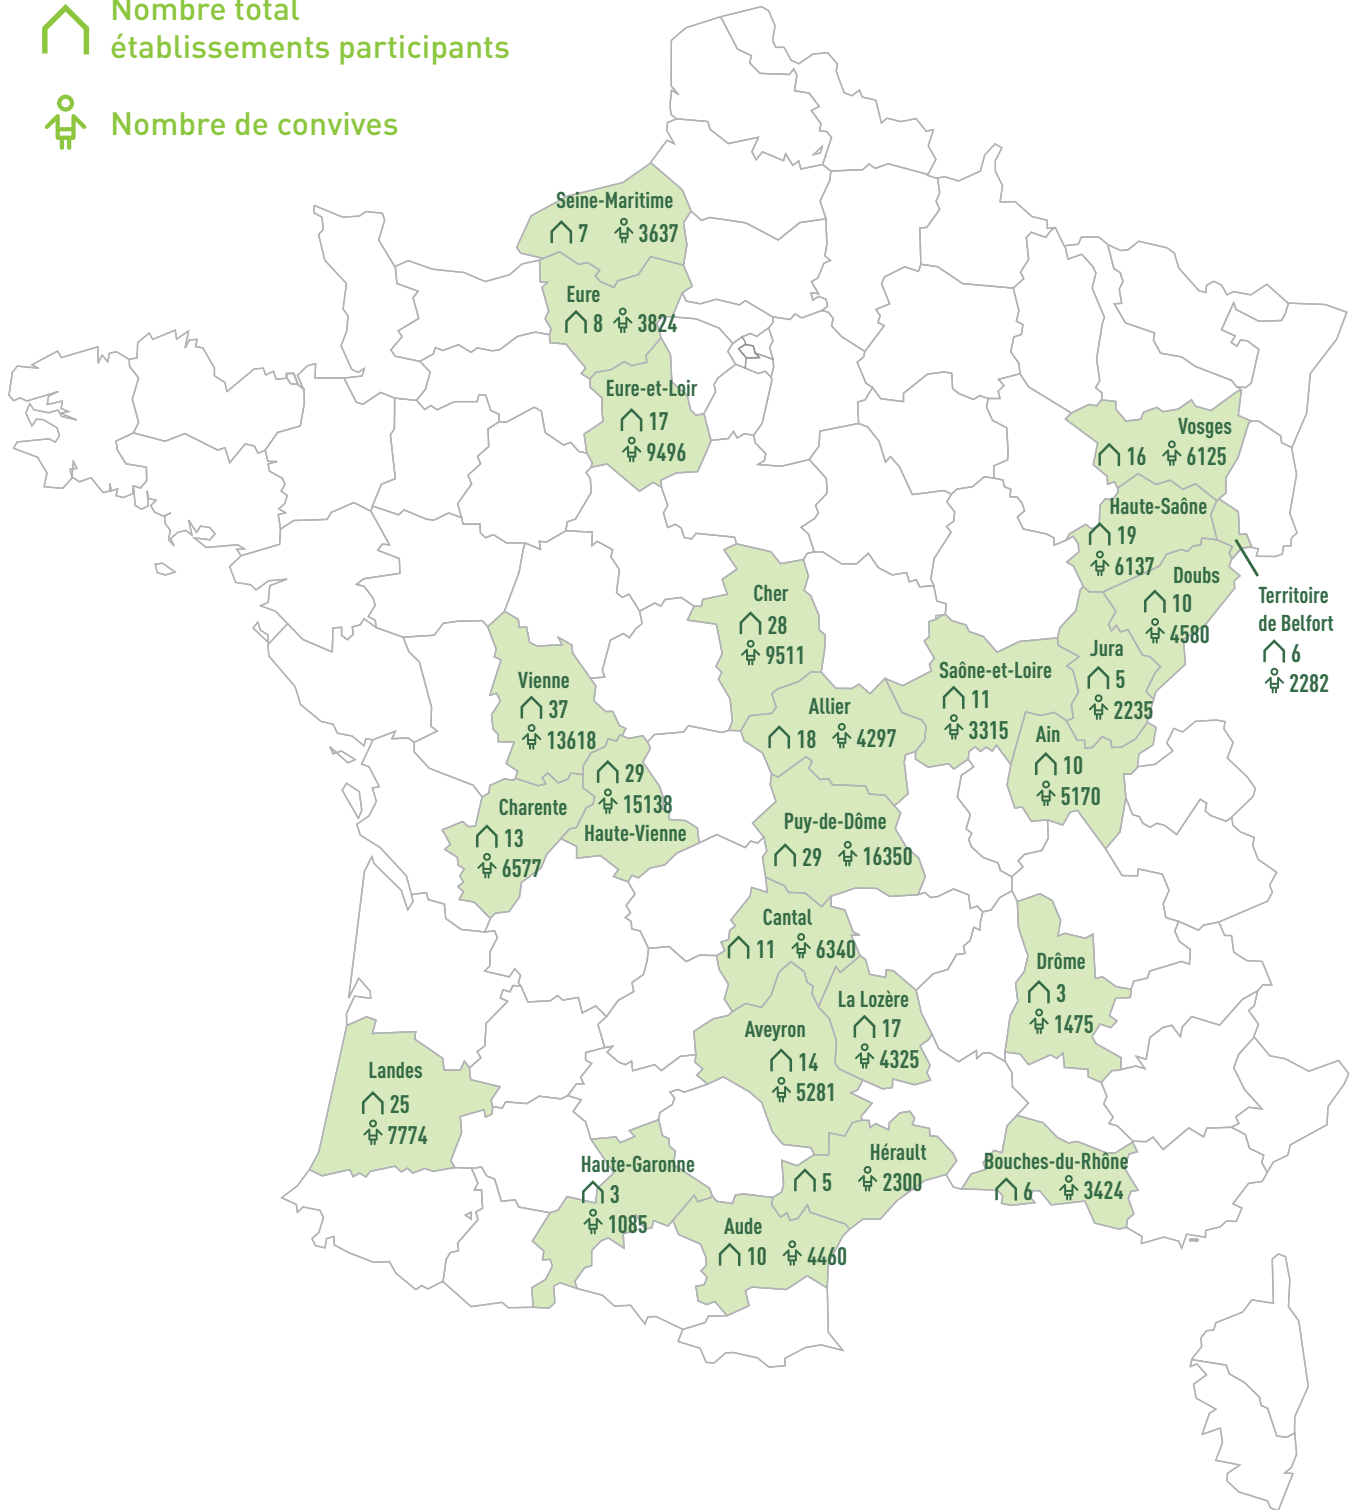 Nombre total
établissements participants
Nombre de convives
Seine-Maritime
7 3637
Eure
8 3824
Eure-et-Loir
17
9496
Vosges
16 6125
Haute-Saône
19
6137
Doubs
10
4580
Territoire
de Belfort
6
2282
Cher
28
9511
Jura
5
2235
Saône-et-Loire
11
3315
Vienne
37
13618
Allier
18 4297
Ain
10
5170
29
15138
Haute-Vienne
Charente
13
6577
Puy-de-Dôme
29 16350
Cantal
11 6340
Drôme
3
1475
La Lozère
17
4325
Aveyron
14
5281
Landes
25
7774
Hérault
5 2300
Haute-Garonne
3
1085
Bouches-du-Rhône
6 3424
Aude
10 4460